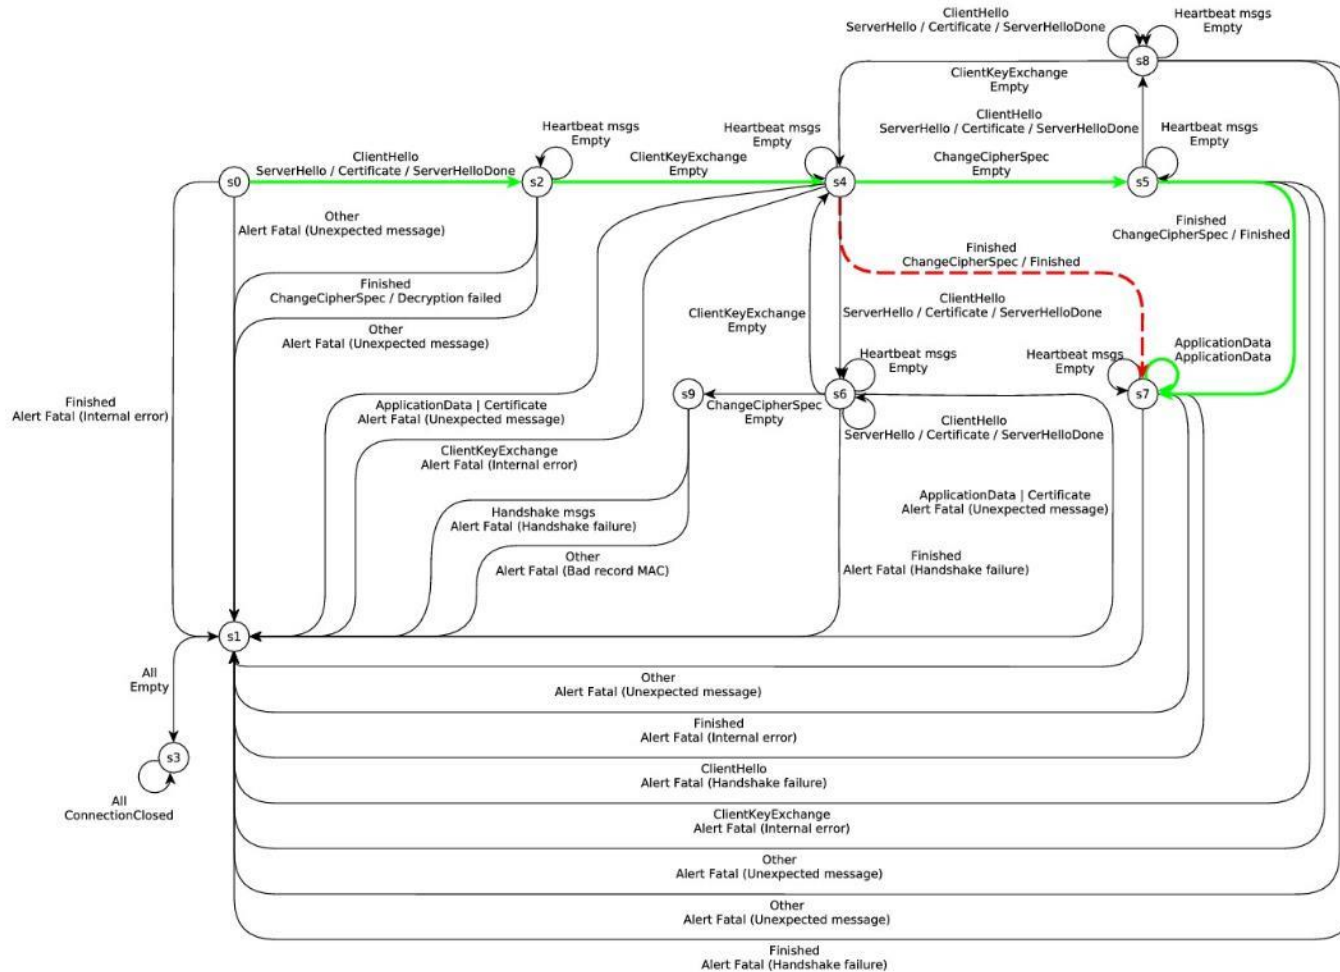 ClientHello
ServerHello / Certificate / ServerHelloDone
Heartbeat msgs
Empty
s8
ClientKeyExchange
Empty
ClientHello
ServerHello / Certificate / ServerHelloDone
Heartbeat msgs
Empty
Heartbeat msgs
Empty
Heartbeat msgs
Empty
ClientHello
ServerHello / Certificate / ServerHelloDone
ClientKeyExchange
Empty
ChangeCipherSpec
Empty
s0
s2
s4
s5
Other
Alert Fatal (Unexpected message)
Finished
ChangeCipherSpec / Finished
Finished
ChangeCipherSpec / Finished
Finished
ChangeCipherSpec / Decryption failed
ClientHello
ServerHello / Certificate / ServerHelloDone
ClientKeyExchange
Empty
Other
Alert Fatal (Unexpected message)
ApplicationData
ApplicationData
Heartbeat msgs
Empty
Heartbeat msgs
Empty
s9
s6
s7
Finished
Alert Fatal (Internal error)
ApplicationData | Certificate
Alert Fatal (Unexpected message)
ChangeCipherSpec
Empty
ClientHello
ServerHello / Certificate / ServerHelloDone
ClientKeyExchange
Alert Fatal (Internal error)
ApplicationData | Certificate
Alert Fatal (Unexpected message)
Handshake msgs
Alert Fatal (Handshake failure)
Other
Alert Fatal (Bad record MAC)
Finished
Alert Fatal (Handshake failure)
s1
All
Empty
Other
Alert Fatal (Unexpected message)
Finished
Alert Fatal (Internal error)
s3
ClientHello
Alert Fatal (Handshake failure)
All
ConnectionClosed
ClientKeyExchange
Alert Fatal (Internal error)
Other
Alert Fatal (Unexpected message)
Other
Alert Fatal (Unexpected message)
Finished
Alert Fatal (Handshake failure)